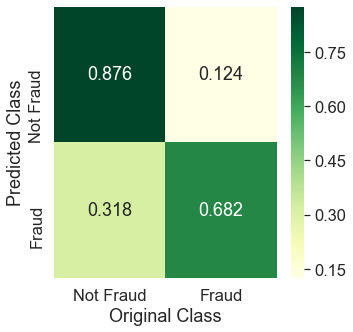 Predicted Class
Not Fraud
Fraud
0.876
0.124
0.318
0.682
Not Fraud
Fraud
Original Class
0.75
0.60
0.45
0.30
0.15